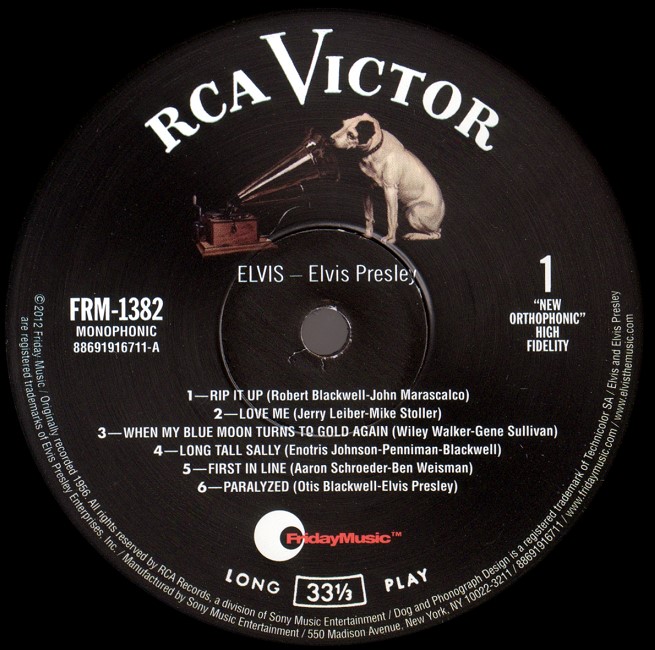 RCA VICTOR
ELVIS – Elvis Presley
FRM-1382
MONOPHONIC
88691916711-A
1
“NEW
ORTHOPHONIC”
HIGH
FIDELITY
1—RIP IT UP (Robert Blackwell-John Marascalco)
2—LOVE ME (Jerry Leiber-Mike Stoller)
3—WHEN MY BLUE MOON TURNS TO GOLD AGAIN (Wiley Walker-Gene Sullivan)
4—LONG TALL SALLY (Enotris Johnson-Penniman-Blackwell)
5—FIRST IN LINE (Aaron Schroeder-Ben Weisman)
6—PARALYZED (Otis Blackwell-Elvis Presley)
FridayMusic™
LONG 33⅓ PLAY
© 2012 Friday Music / Originally recorded 1956. All rights reserved by RCA Records, a division of Sony Music Entertainment / Dog and Phonograph Design is a registered trademark of Technicolor SA / Elvis and Elvis Presley
are registered trademarks of Elvis Presley Enterprises, Inc. / Manufactured by Sony Music Entertainment / 550 Madison Avenue, New York, NY 10022-3211 / 88691916711 / www.fridaymusic.com / www.elvisthemusic.com